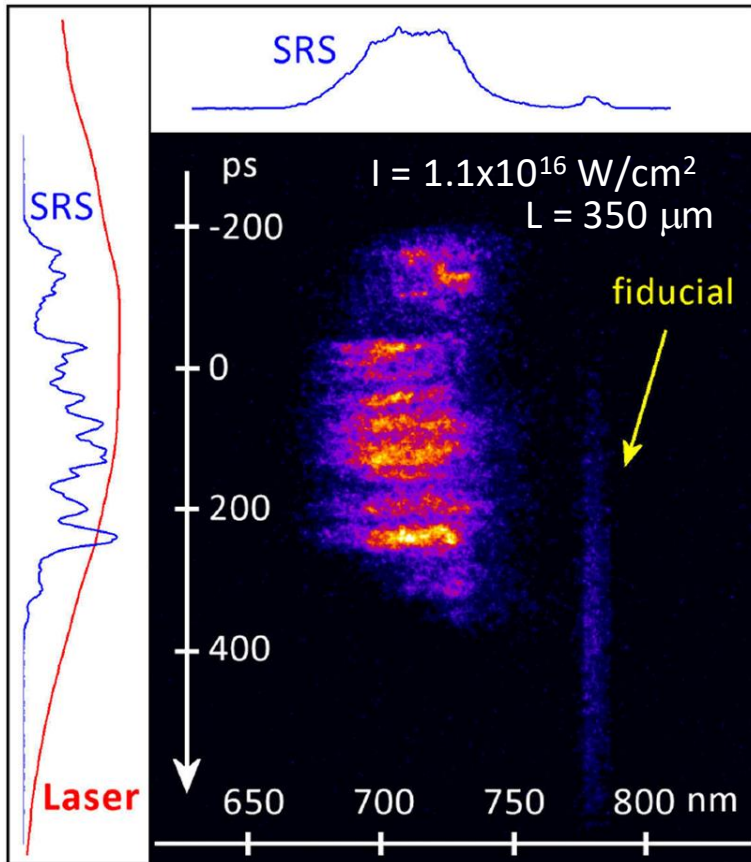 SRS
SRS
ps
I = 1.1x10¹⁶ W/cm²
L = 350 μm
-200
fiducial
0
200
400
Laser
650 700 750 800 nm